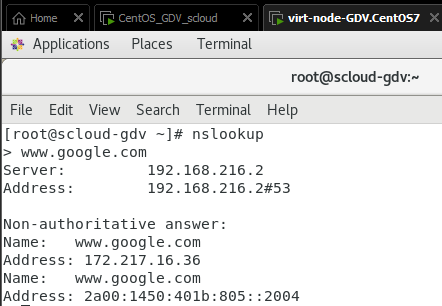 Home CentOS_GDV_scloud virt-node-GDV.CentOS7
Applications Places Terminal
root@scloud-gdv:~
File Edit View Search Terminal Help
[root@scloud-gdv ~]# nslookup
> www.google.com
Server: 192.168.216.2
Address: 192.168.216.2#53
Non-authoritative answer:
Name: www.google.com
Address: 172.217.16.36
Name: www.google.com
Address: 2a00:1450:401b:805::2004